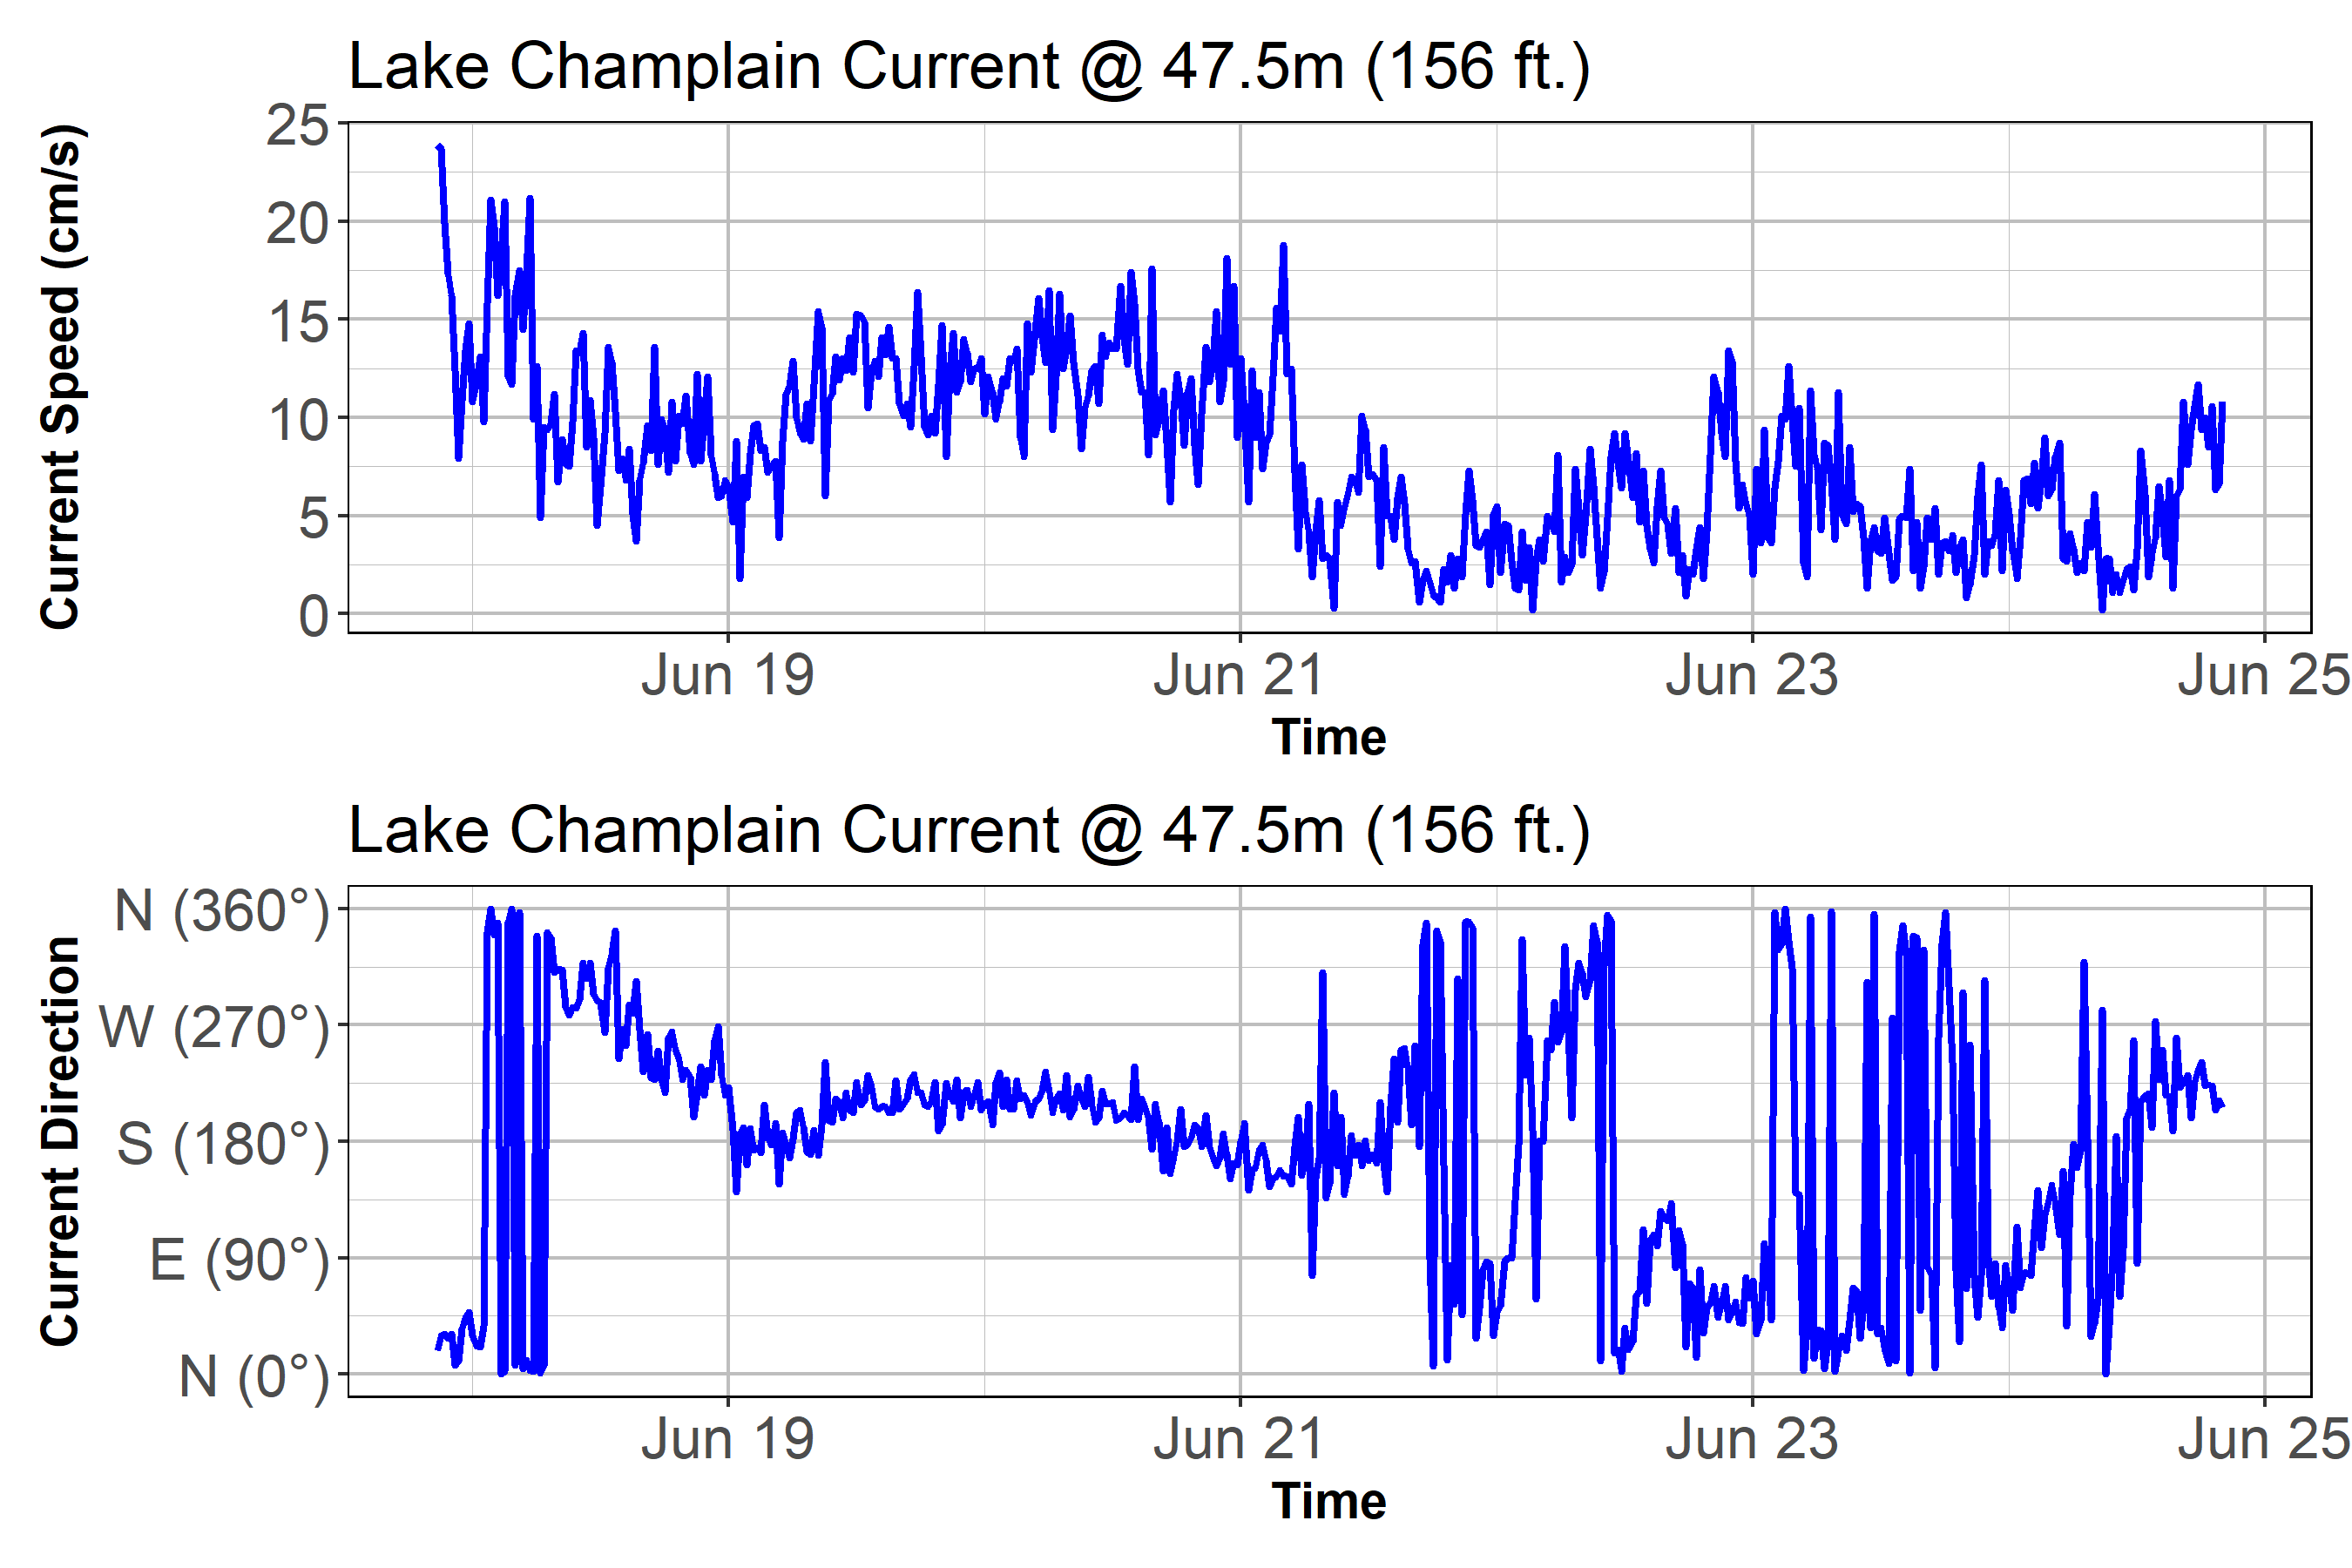 Lake Champlain Current @ 47.5m (156 ft.)
Current Speed (cm/s)
25
20
15
10
5
0
Jun 19 Jun 21 Jun 23 Jun 25
Time
Lake Champlain Current @ 47.5m (156 ft.)
Current Direction
N (360°)
W (270°)
S (180°)
E (90°)
N (0°)
Jun 19 Jun 21 Jun 23 Jun 25
Time